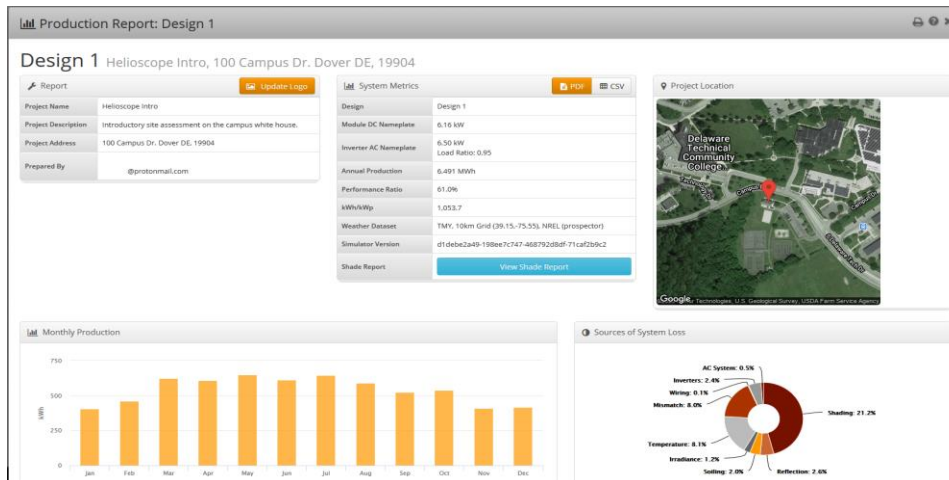 Production Report: Design 1
Design 1 Helioscope Intro, 100 Campus Dr. Dover DE, 19904
Report
Update Logo
Project Name Helioscope Intro
Project Description Introductory site assessment on the campus white house.
Project Address 100 Campus Dr. Dover DE, 19904
Prepared By
@protonmail.com
System Metrics
PDF
CSV
Design Design 1
Module DC Nameplate 6.16 kW
Inverter AC Nameplate 6.50 kW
Load Ratio: 0.95
Annual Production 6.491 MWh
Performance Ratio 61.0%
kWh/kWp 1,053.7
Weather Dataset TMY, 10km Grid (39.15,-75.55), NREL (prospector)
Simulator Version d1debe2a49-198ee7c747-468792d8df-71caf2b9c2
Shade Report View Shade Report
Project Location
Delaware
Technical
Community
College...
Google
Technologies, U.S. Geological Survey, USDA Farm Service Agency
Monthly Production
kWh
750
500
250
0
Jan Feb Mar Apr May Jun Jul Aug Sep Oct Nov Dec
Sources of System Loss
AC System: 0.5%
Inverters: 2.4%
Wiring: 0.1%
Mismatch: 8.0%
Shading: 21.2%
Temperature: 8.1%
Irradiance: 1.2%
Soiling: 2.0%
Reflection: 2.6%